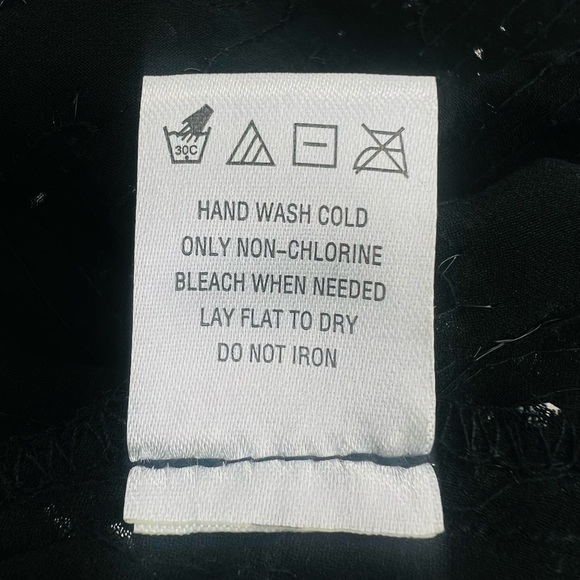 30C
HAND WASH COLD
ONLY NON-CHLORINE
BLEACH WHEN NEEDED
LAY FLAT TO DRY
DO NOT IRON